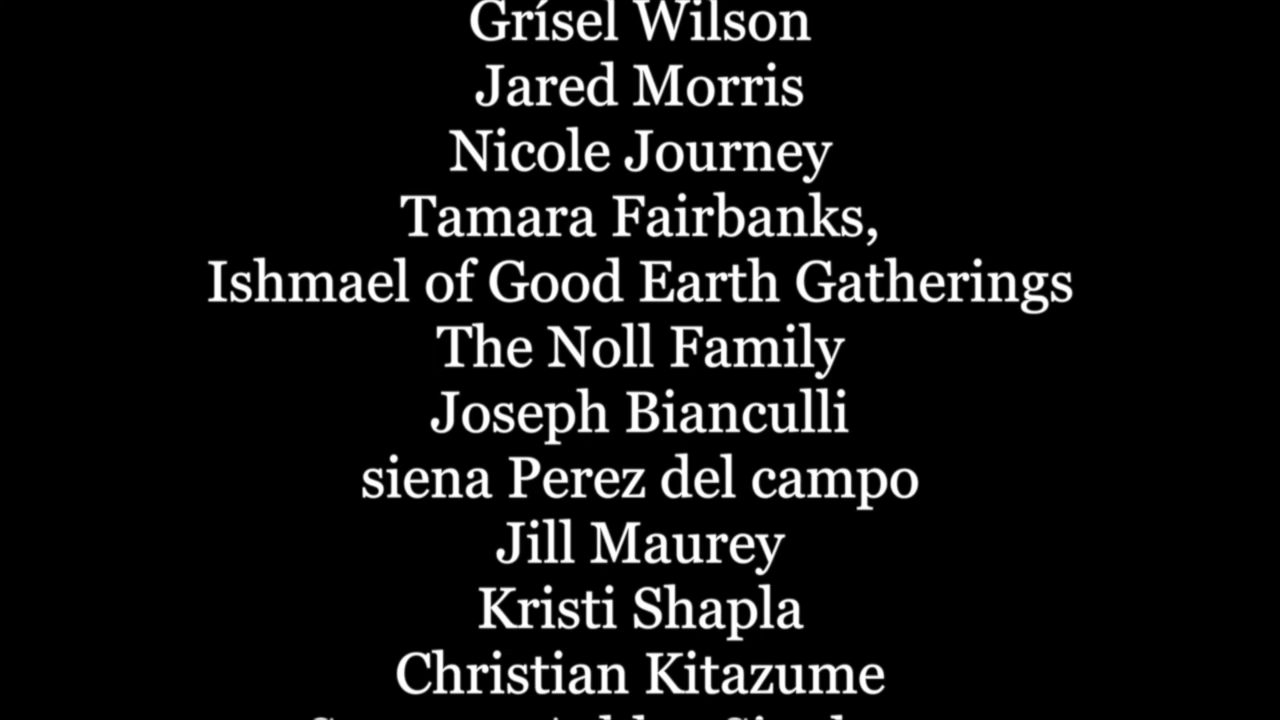 Grísel Wilson
Jared Morris
Nicole Journey
Tamara Fairbanks,
Ishmael of Good Earth Gatherings
The Noll Family
Joseph Bianculli
siena Perez del campo
Jill Maurey
Kristi Shapla
Christian Kitazume